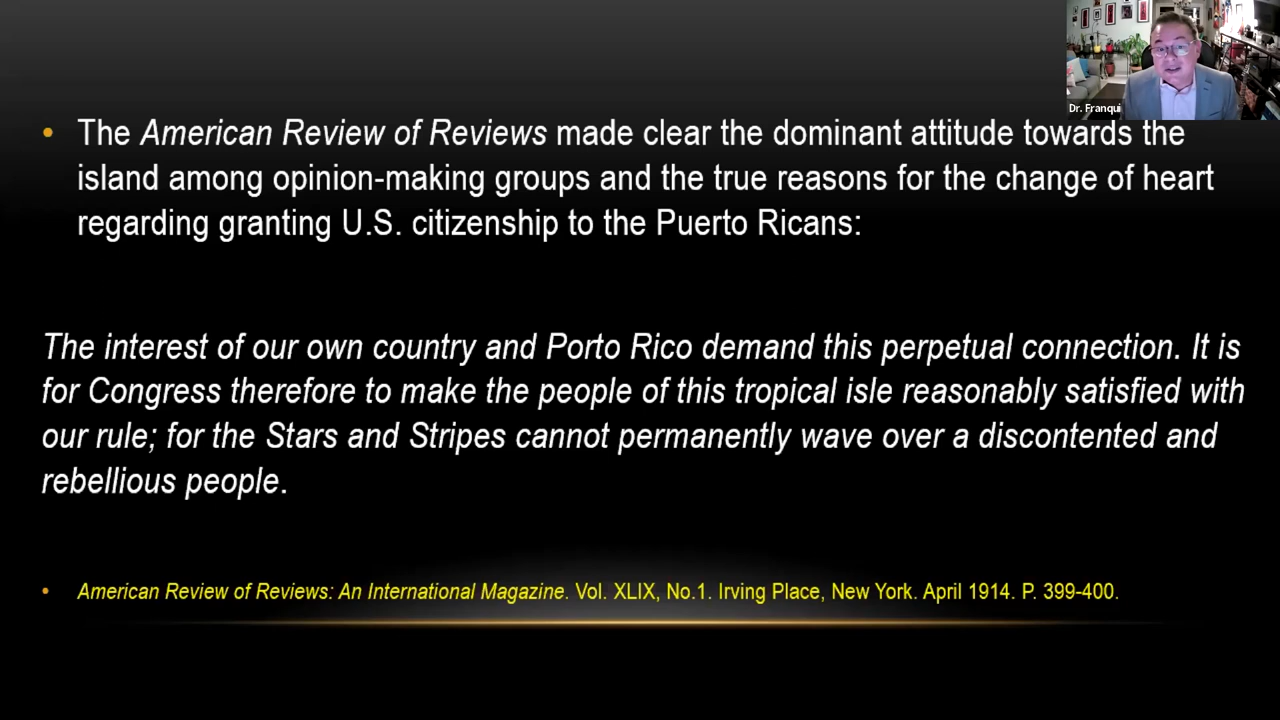 Dr. Franqui
• The American Review of Reviews made clear the dominant attitude towards the
island among opinion-making groups and the true reasons for the change of heart
regarding granting U.S. citizenship to the Puerto Ricans:
The interest of our own country and Porto Rico demand this perpetual connection. It is
for Congress therefore to make the people of this tropical isle reasonably satisfied with
our rule; for the Stars and Stripes cannot permanently wave over a discontented and
rebellious people.
• American Review of Reviews: An International Magazine. Vol. XLIX, No.1. Irving Place, New York. April 1914. P. 399-400.